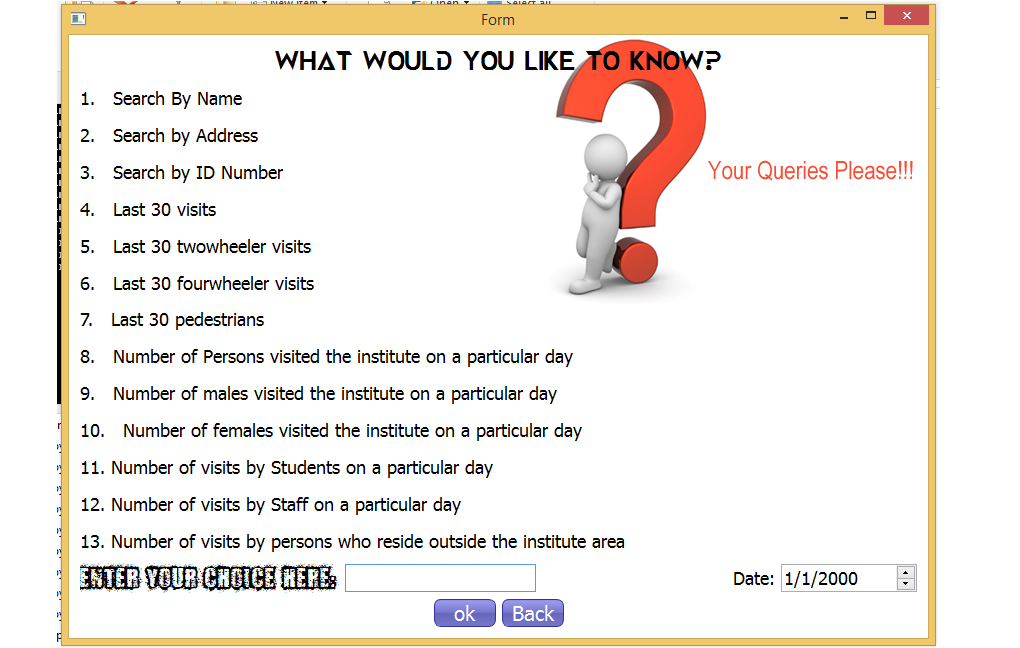 New item Open Select all
Form
WHAT WOULD YOU LIKE TO KNOW?
1. Search By Name
2. Search by Address
3. Search by ID Number
Your Queries Please!!!
4. Last 30 visits
5. Last 30 twowheeler visits
6. Last 30 fourwheeler visits
7. Last 30 pedestrians
8. Number of Persons visited the institute on a particular day
9. Number of males visited the institute on a particular day
10. Number of females visited the institute on a particular day
11. Number of visits by Students on a particular day
12. Number of visits by Staff on a particular day
13. Number of visits by persons who reside outside the institute area
ENTER YOUR CHOICE HERE: Date: 1/1/2000
ok Back